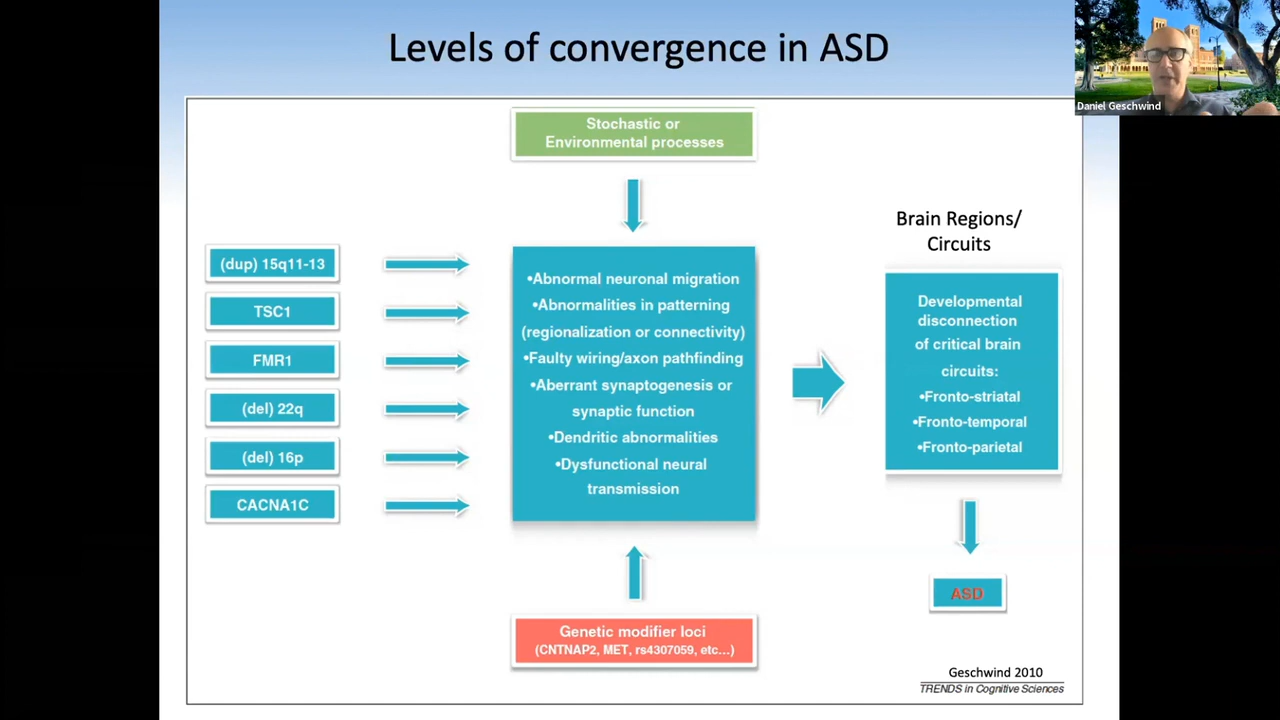 Levels of convergence in ASD
Daniel Geschwind
Stochastic or
Environmental processes
(dup) 15q11-13
TSC1
FMR1
(del) 22q
(del) 16p
CACNA1C
•Abnormal neuronal migration
•Abnormalities in patterning
(regionalization or connectivity)
•Faulty wiring/axon pathfinding
•Aberrant synaptogenesis or
synaptic function
•Dendritic abnormalities
•Dysfunctional neural
transmission
Genetic modifier loci
(CNTNAP2, MET, rs4307059, etc...)
Brain Regions/
Circuits
Developmental
disconnection
of critical brain
circuits:
•Fronto-striatal
•Fronto-temporal
•Fronto-parietal
ASD
Geschwind 2010
TRENDS in Cognitive Sciences